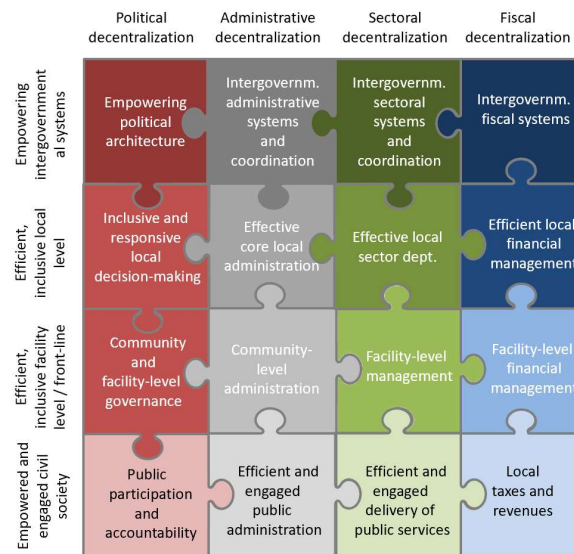 Political
decentralization
Administrative
decentralization
Sectoral
decentralization
Fiscal
decentralization
Empowering
intergovernment
al systems
Empowering
political
architecture
Intergovernm.
administrative
systems
and
coordination
Intergovernm.
sectoral
systems
and
coordination
Intergovernm.
fiscal systems
Efficient,
inclusive local
level
Inclusive and
responsive
local
decision-making
Effective
core local
administration
Effective local
sector dept.
Efficient local
financial
management
Efficient,
inclusive facility
level / front-line
Community
and
facility-level
governance
Community-
level
administration
Facility-level
management
Facility-level
financial
management
Empowered and
engaged civil
society
Public
participation
and
accountability
Efficient and
engaged
public
administration
Efficient and
engaged
delivery of
public services
Local
taxes and
revenues